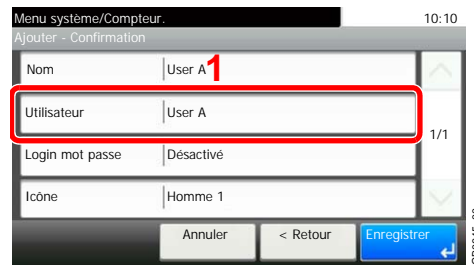 Menu système/Compteur. 10:10
Ajouter - Confirmation
Nom User A 1
Utilisateur User A
1/1
Login mot passe Désactivé
Icône Homme 1
Annuler < Retour Enregistrer